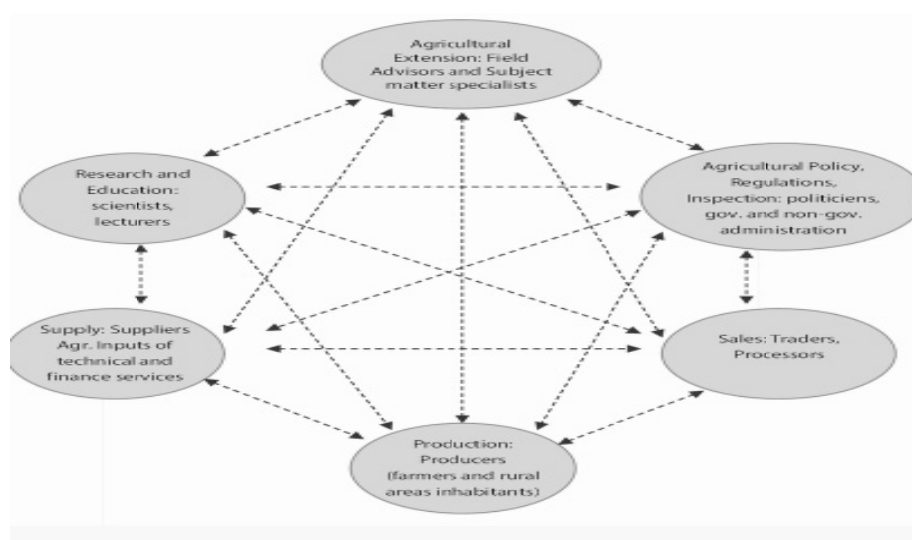 Agricultural
Extension: Field
Advisors and Subject
matter specialists
Research and
Education:
scientists,
lecturers
Agricultural Policy,
Regulations,
Inspection: politiciens,
gov. and non-gov.
administration
Supply: Suppliers
Agr. Inputs of
technical and
finance services
Sales: Traders,
Processors
Production:
Producers
(farmers and rural
areas inhabitants)